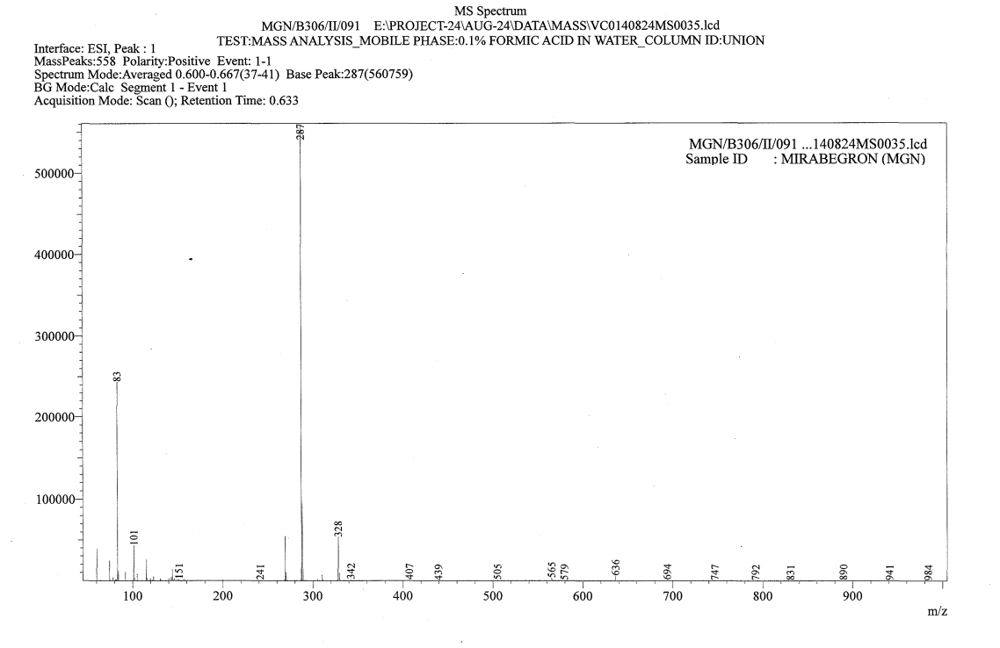 MS Spectrum
MGN/B306/II/091 E:\PROJECT-24\AUG-24\DATA\MASS\VC0140824MS0035.lcd
TEST:MASS ANALYSIS_MOBILE PHASE:0.1% FORMIC ACID IN WATER_COLUMN ID:UNION
Interface: ESI, Peak : 1
MassPeaks:558 Polarity:Positive Event: 1-1
Spectrum Mode:Averaged 0.600-0.667(37-41) Base Peak:287(560759)
BG Mode:Calc Segment 1 - Event 1
Acquisition Mode: Scan (); Retention Time: 0.633
287
MGN/B306/II/091 ...140824MS0035.lcd
Sample ID : MIRABEGRON (MGN)
500000
400000
300000
83
200000
100000
101
328
151
241
342
407
439
505
565
579
636
694
747
792
831
890
941
984
100 200 300 400 500 600 700 800 900
m/z